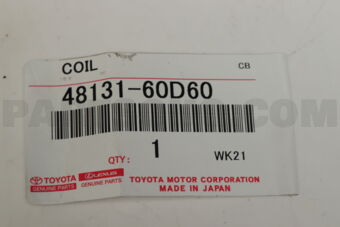 COIL CB
48131-60D60
QTY: 1 WK21
TOYOTA LEXUS
GENUINE PARTS GENUINE PARTS
TOYOTA MOTOR CORPORATION
MADE IN JAPAN